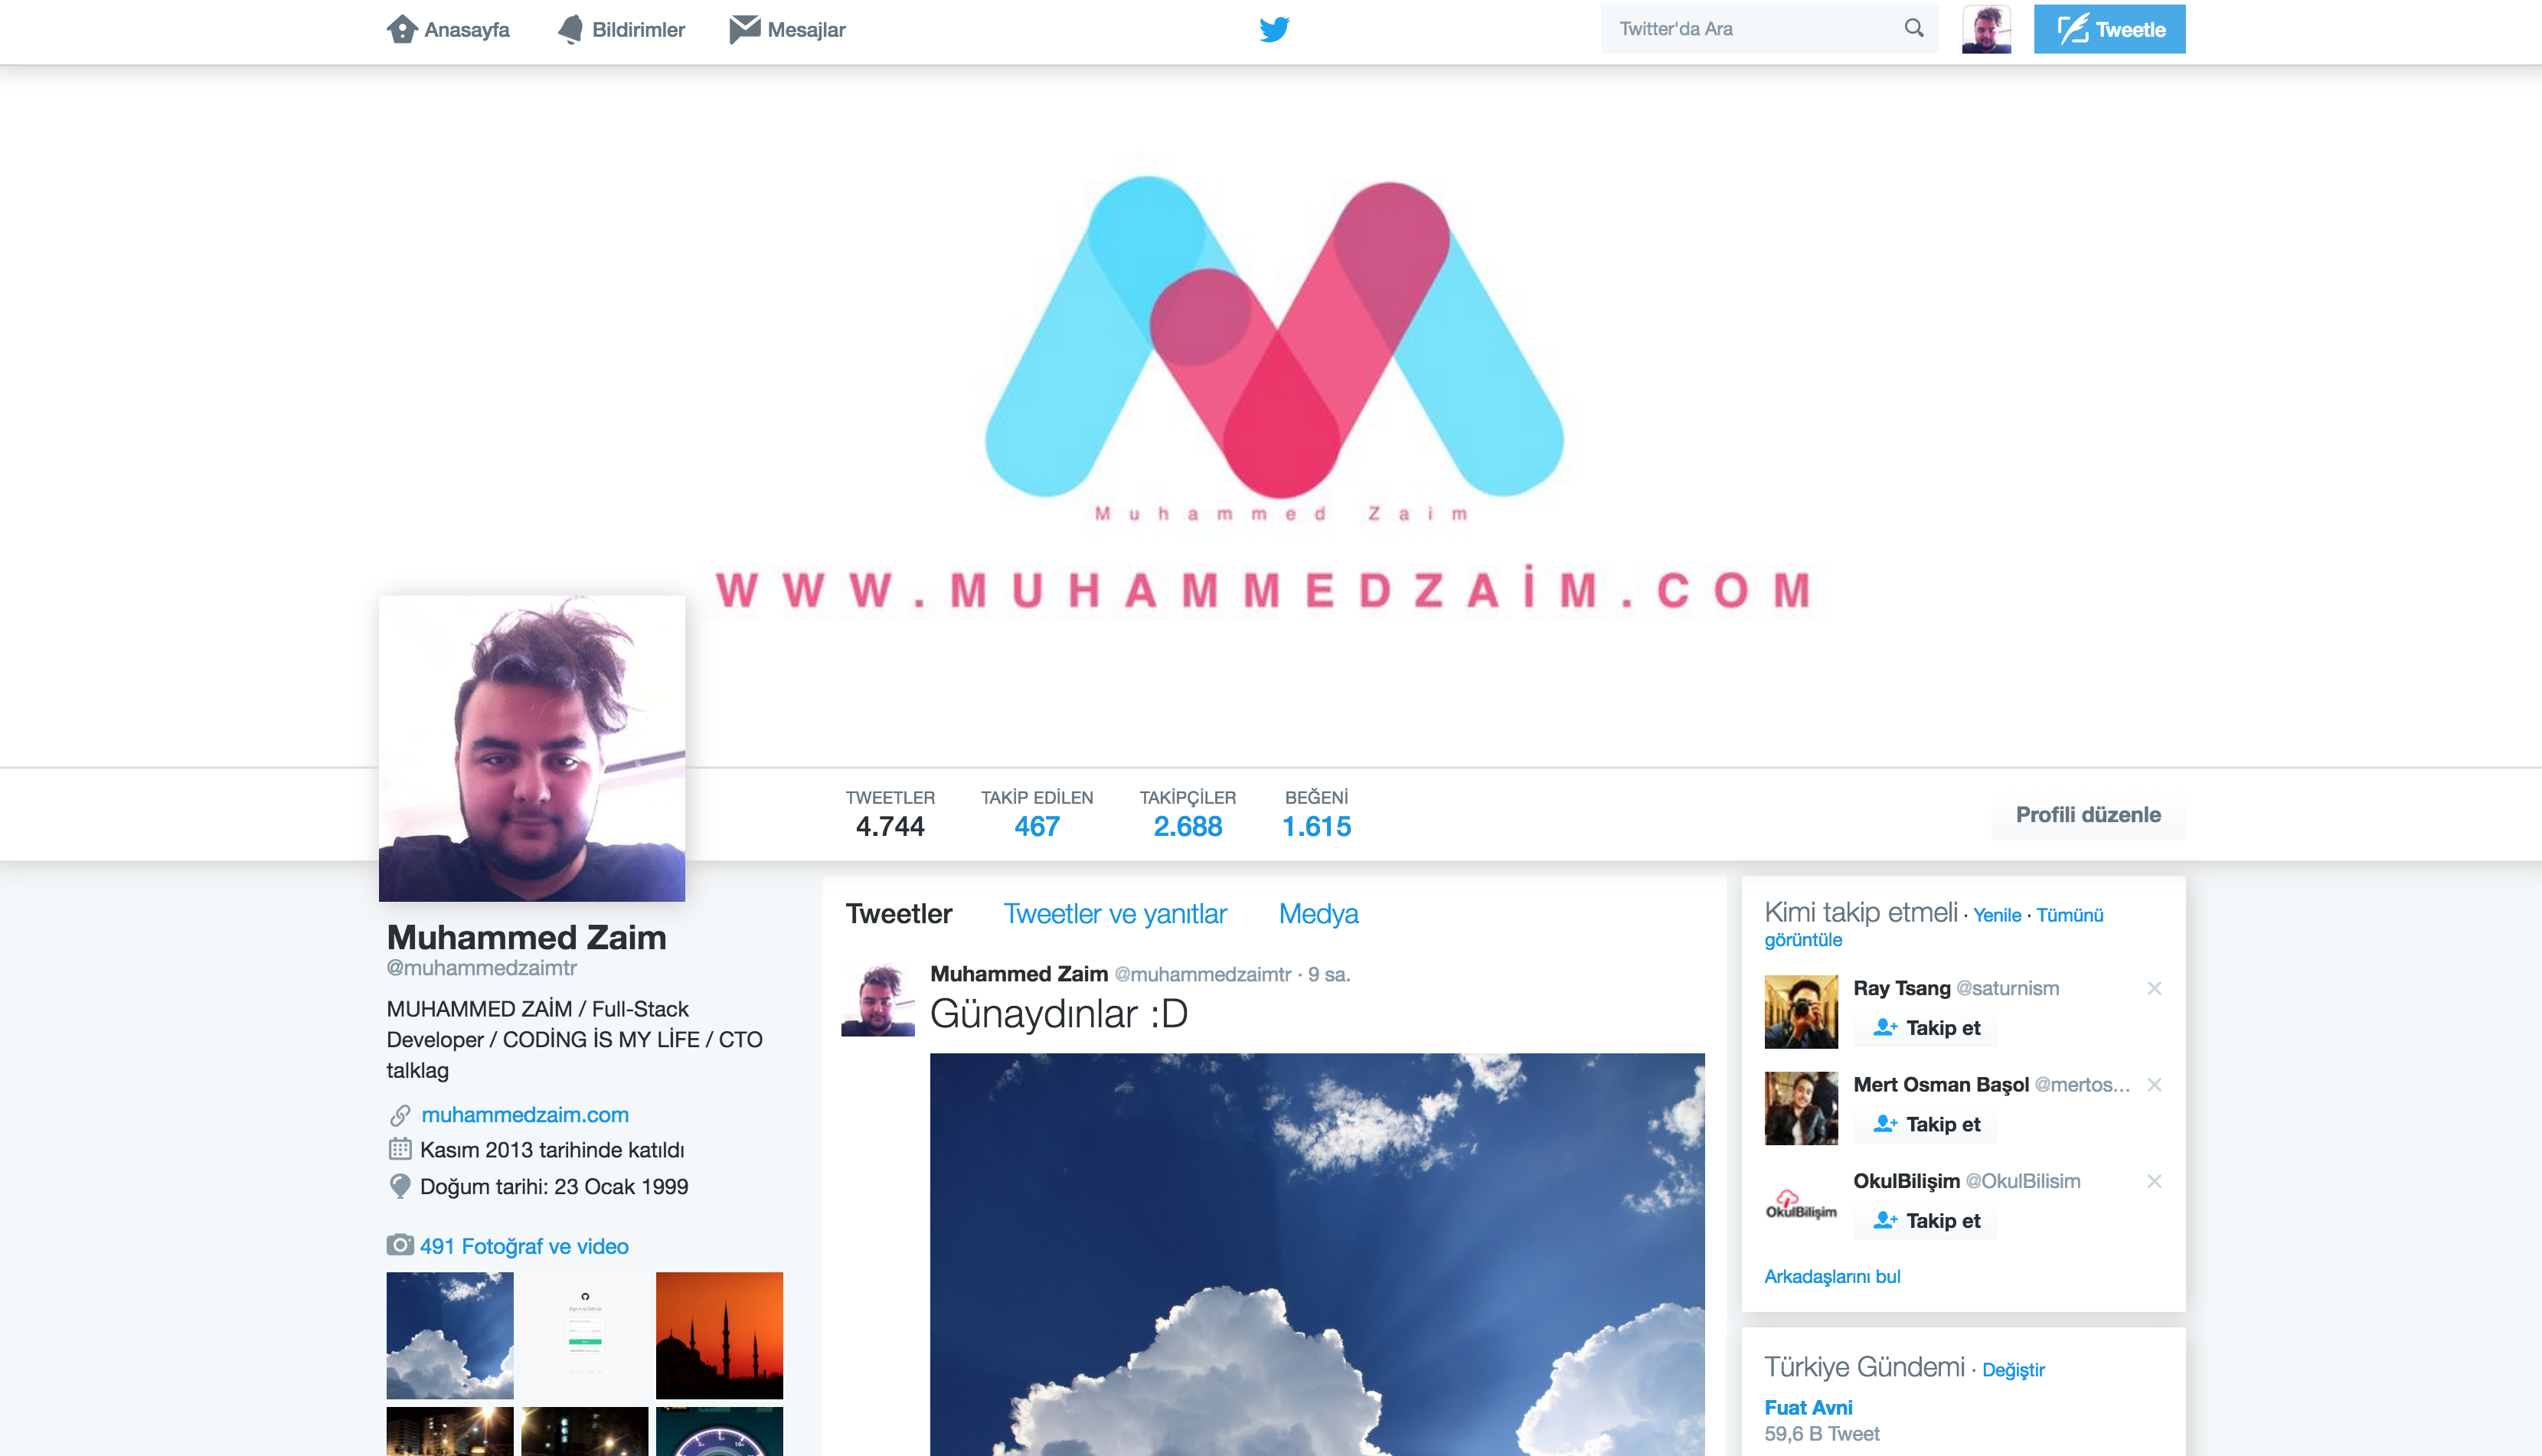 Anasayfa
Bildirimler
Mesajlar
Twitter'da Ara
Tweetle
Muhammed Zaim
WWW.MUHAMMEDZAİM.COM
TWEETLER
4.744
TAKİP EDİLEN
467
TAKİPÇİLER
2.688
BEĞENİ
1.615
Profili düzenle
Muhammed Zaim
@muhammedzaimtr
MUHAMMED ZAİM / Full-Stack
Developer / CODİNG İS MY LİFE / CTO
talklag
muhammedzaim.com
Kasım 2013 tarihinde katıldı
Doğum tarihi: 23 Ocak 1999
491 Fotoğraf ve video
Tweetler
Tweetler ve yanıtlar
Medya
Muhammed Zaim @muhammedzaimtr · 9 sa.
Günaydınlar :D
Kimi takip etmeli · Yenile · Tümünü
görüntüle
Ray Tsang @saturnism
Takip et
Mert Osman Başol @mertos...
Takip et
OkulBilişim
OkulBilişim @OkulBilisim
Takip et
Arkadaşlarını bul
Türkiye Gündemi · Değiştir
Fuat Avni
59,6 B Tweet